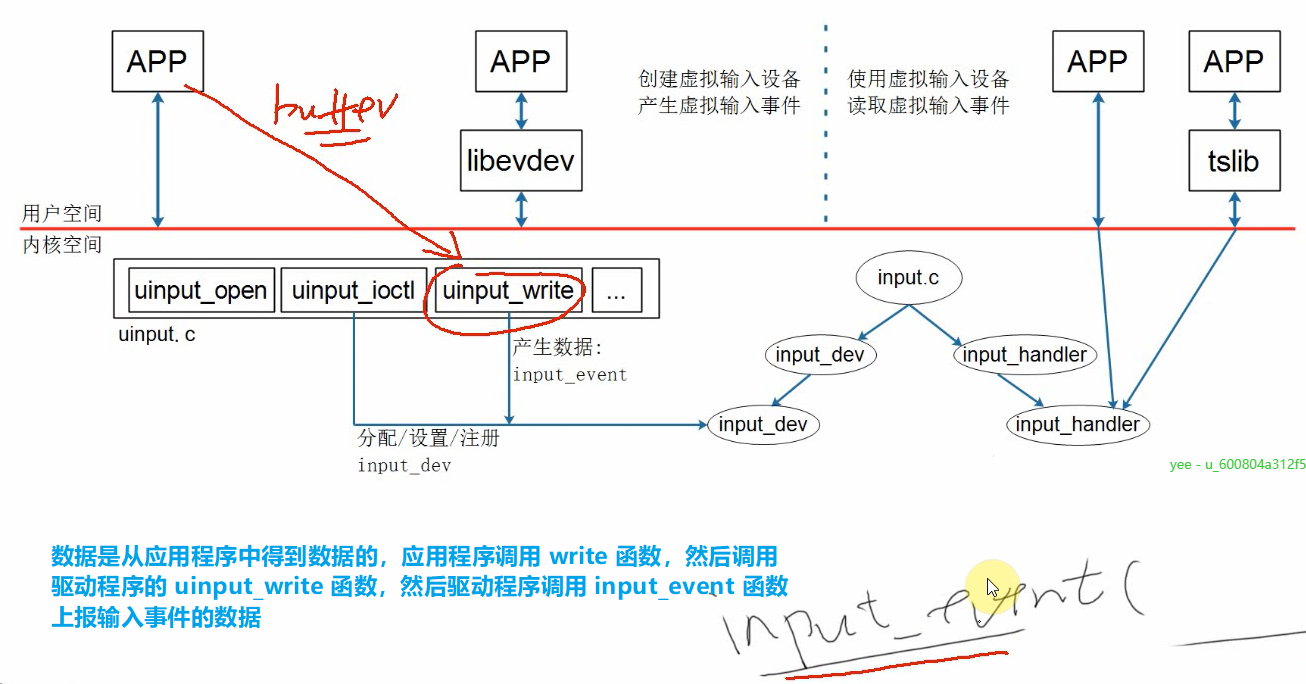 APP
APP
创建虚拟输入设备
产生虚拟输入事件
使用虚拟输入设备
读取虚拟输入事件
APP
APP
buffer
libevdev
tslib
用户空间
内核空间
uinput_open
uinput_ioctl
uinput_write
...
uinput.c
input.c
产生数据:
input_event
input_dev
input_handler
input_dev
input_handler
分配/设置/注册
input_dev
yee - u_600804a312f5
数据是从应用程序中得到数据的，应用程序调用 write 函数，然后调用
驱动程序的 uinput_write 函数，然后驱动程序调用 input_event 函数
上报输入事件的数据
input_event(